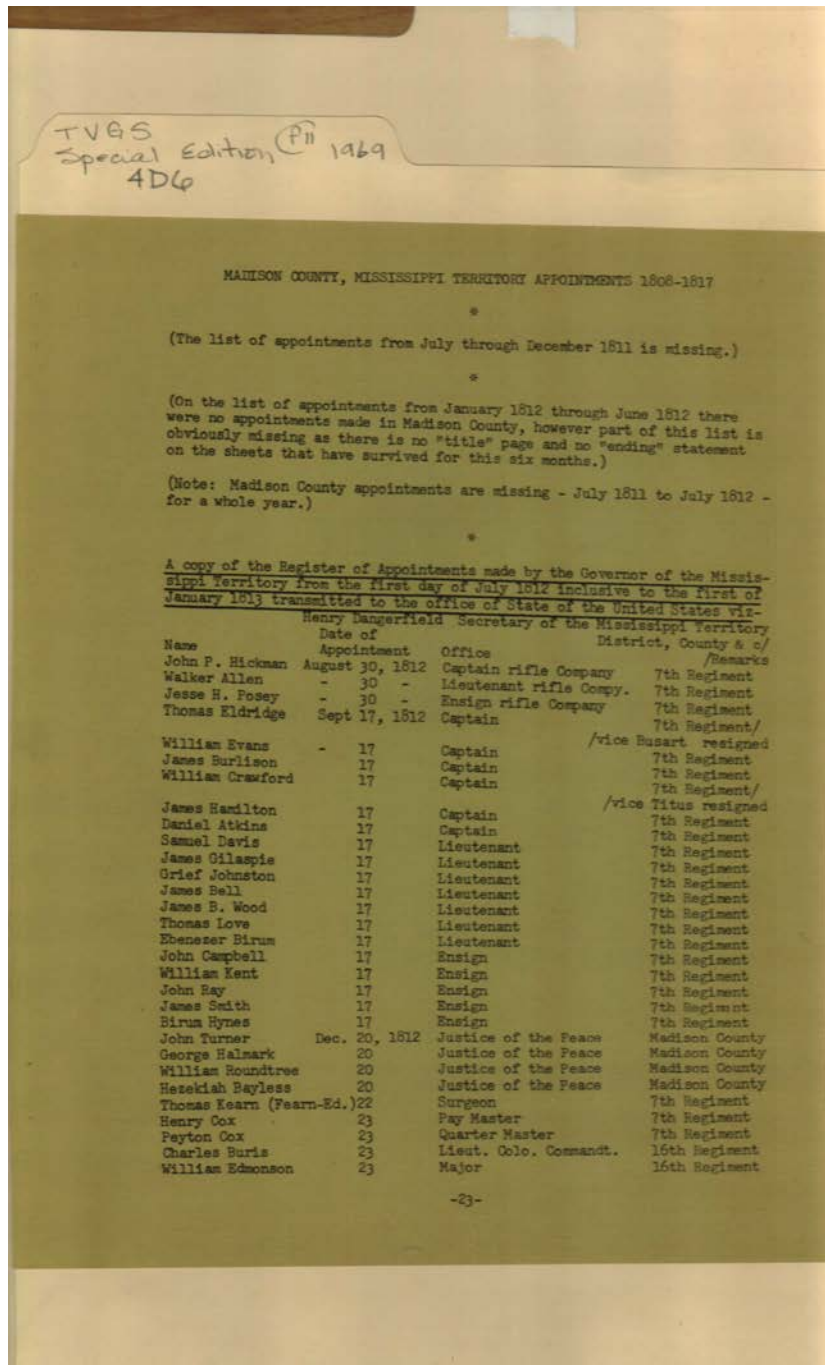 TVGS
Special Edition P11 1969
4D6
MADISON COUNTY, MISSISSIPPI TERRITORY APPOINTMENTS 1808-1817
*
(The list of appointments from July through December 1811 is missing.)
*
(On the list of appointments from January 1812 through June 1812 there
were no appointments made in Madison County, however part of this list is
obviously missing as there is no "title" page and no "ending" statement
on the sheets that have survived for this six months.)
(Note: Madison County appointments are missing - July 1811 to July 1812 -
for a whole year.)
*
A copy of the Register of Appointments made by the Governor of the Missis-
sippi Territory from the first day of July 1812 inclusive to the first of
January 1813 transmitted to the office of State of the United States viz-
Henry Dangerfield Secretary of the Mississippi Territory
Date of District, County & c/
Name Appointment Office /Remarks
John P. Hickman August 30, 1812 Captain rifle Company 7th Regiment
Walker Allen - 30 - Lieutenant rifle Compy. 7th Regiment
Jesse H. Posey - 30 - Ensign rifle Company 7th Regiment
Thomas Eldridge Sept 17, 1812 Captain 7th Regiment/
/vice Busart resigned
William Evans - 17 Captain 7th Regiment
James Burlison 17 Captain 7th Regiment
William Crawford 17 Captain 7th Regiment/
/vice Titus resigned
James Hamilton 17 Captain 7th Regiment
Daniel Atkins 17 Captain 7th Regiment
Samuel Davis 17 Lieutenant 7th Regiment
James Gilaspie 17 Lieutenant 7th Regiment
Grief Johnston 17 Lieutenant 7th Regiment
James Bell 17 Lieutenant 7th Regiment
James B. Wood 17 Lieutenant 7th Regiment
Thomas Love 17 Lieutenant 7th Regiment
Ebenezer Birum 17 Lieutenant 7th Regiment
John Campbell 17 Ensign 7th Regiment
William Kent 17 Ensign 7th Regiment
John Ray 17 Ensign 7th Regiment
James Smith 17 Ensign 7th Regiment
Birum Hynes 17 Ensign 7th Regiment
John Turner Dec. 20, 1812 Justice of the Peace Madison County
George Halmark 20 Justice of the Peace Madison County
William Roundtree 20 Justice of the Peace Madison County
Hezekiah Bayless 20 Justice of the Peace Madison County
Thomas Kearn (Fearn-Ed.)22 Surgeon 7th Regiment
Henry Cox 23 Pay Master 7th Regiment
Peyton Cox 23 Quarter Master 7th Regiment
Charles Buris 23 Lieut. Colo. Commandt. 16th Regiment
William Edmonson 23 Major 16th Regiment
-23-